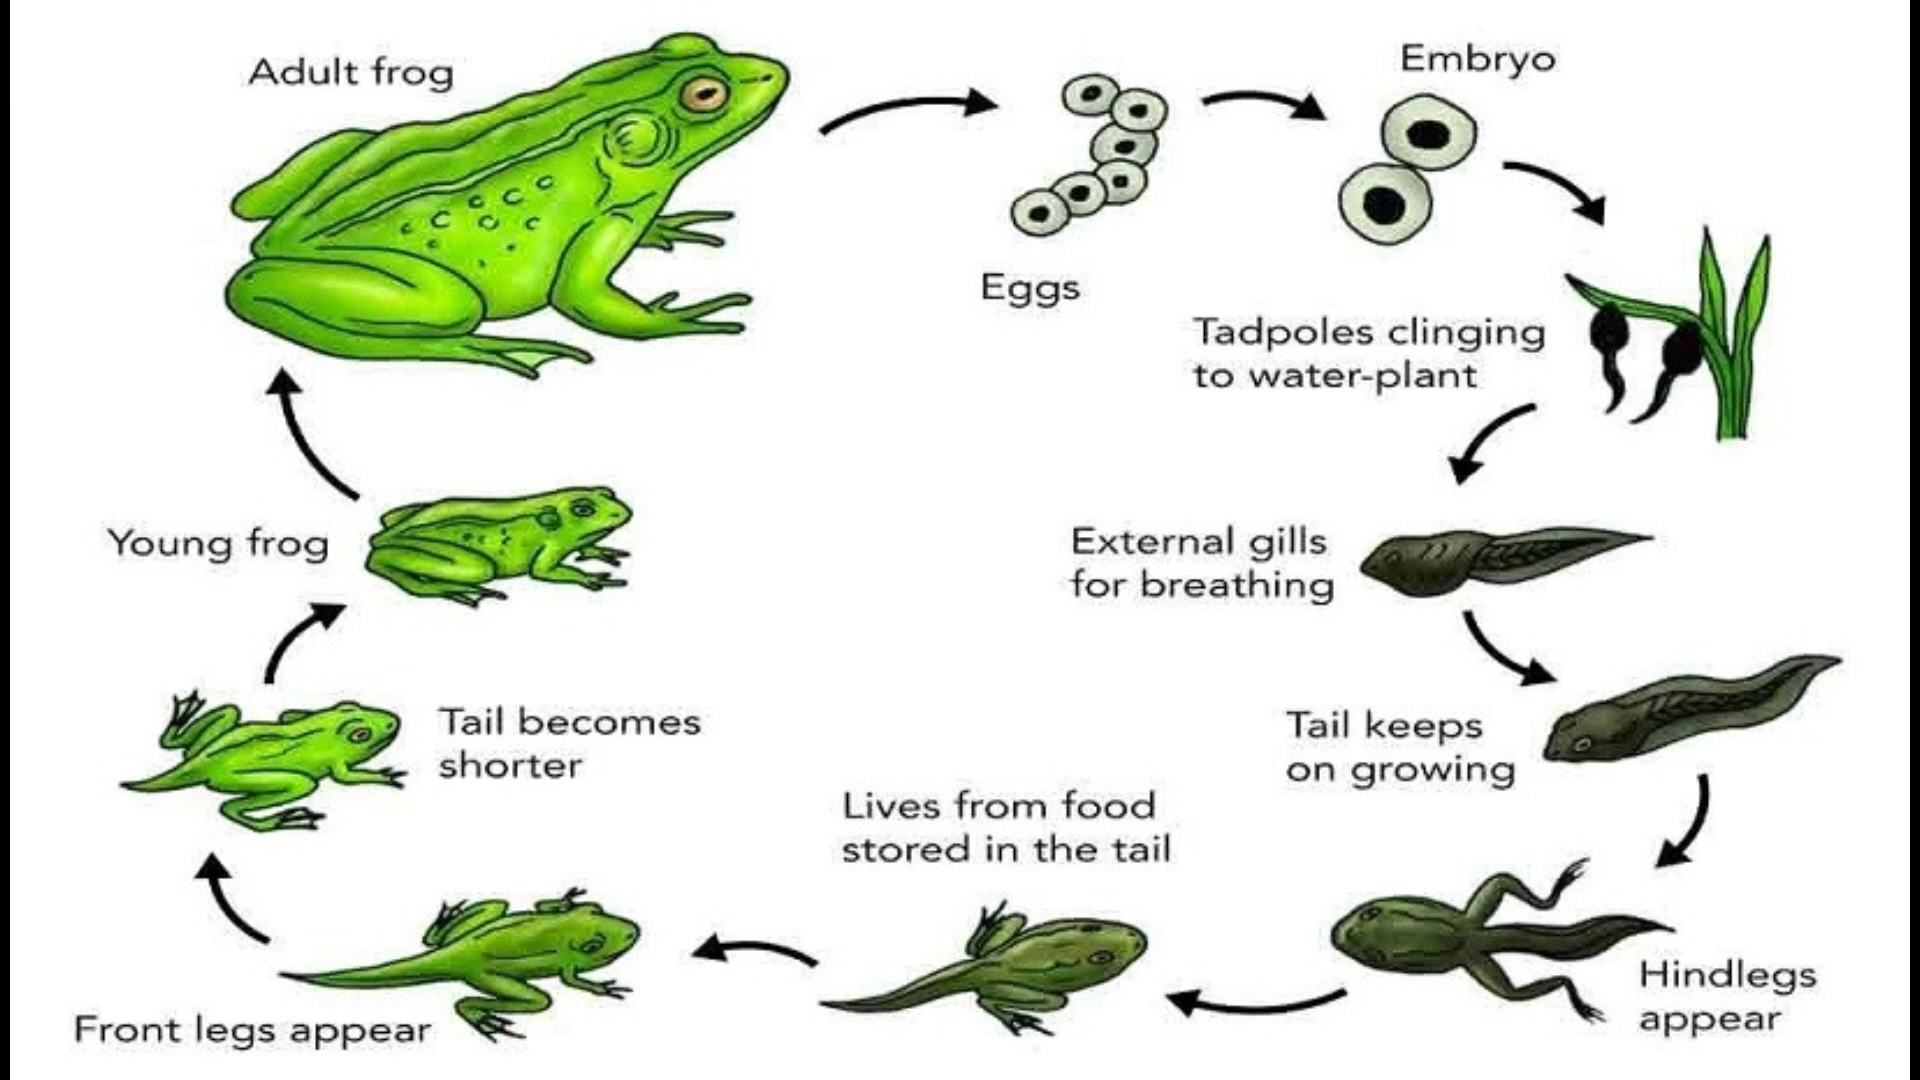 Adult frog
Embryo
Eggs
Tadpoles clinging
to water-plant
External gills
for breathing
Young frog
Tail becomes
shorter
Tail keeps
on growing
Lives from food
stored in the tail
Hindlegs
appear
Front legs appear